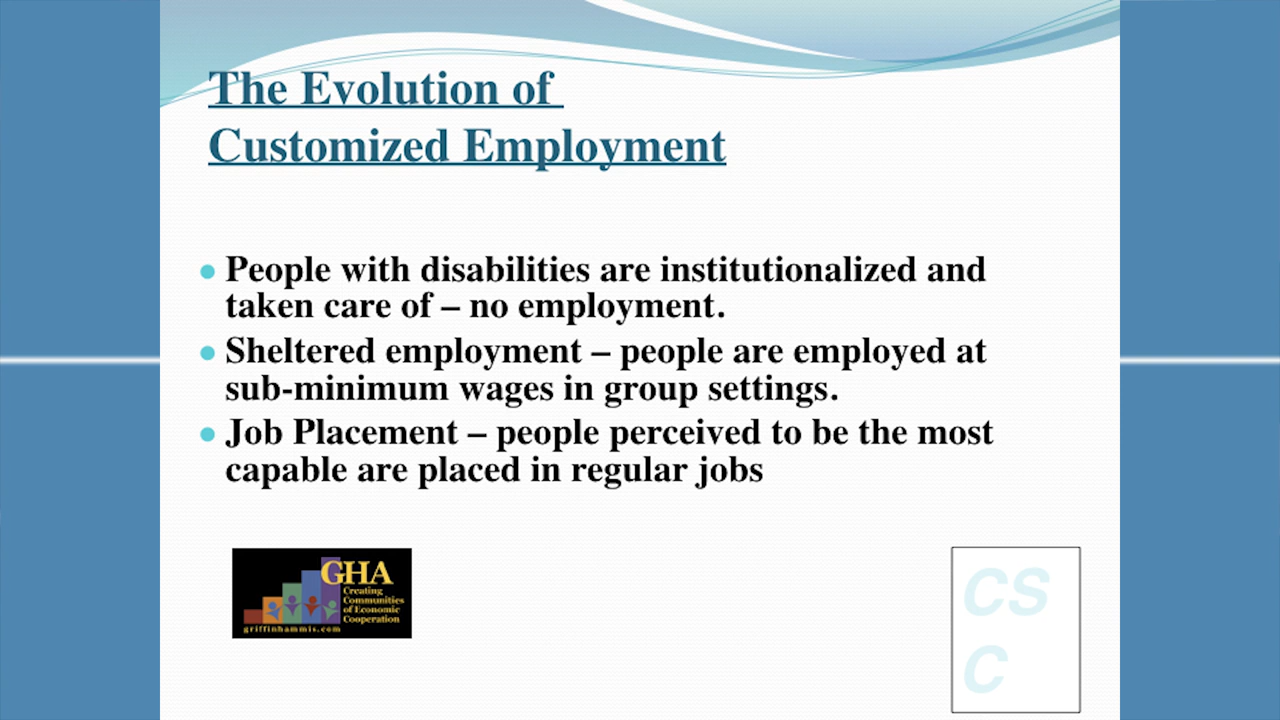 The Evolution of
Customized Employment
● People with disabilities are institutionalized and
taken care of – no employment.
● Sheltered employment – people are employed at
sub-minimum wages in group settings.
● Job Placement – people perceived to be the most
capable are placed in regular jobs
GHA
Creating
Communities
of Economic
Cooperation
griffinhammis.com
CS
C